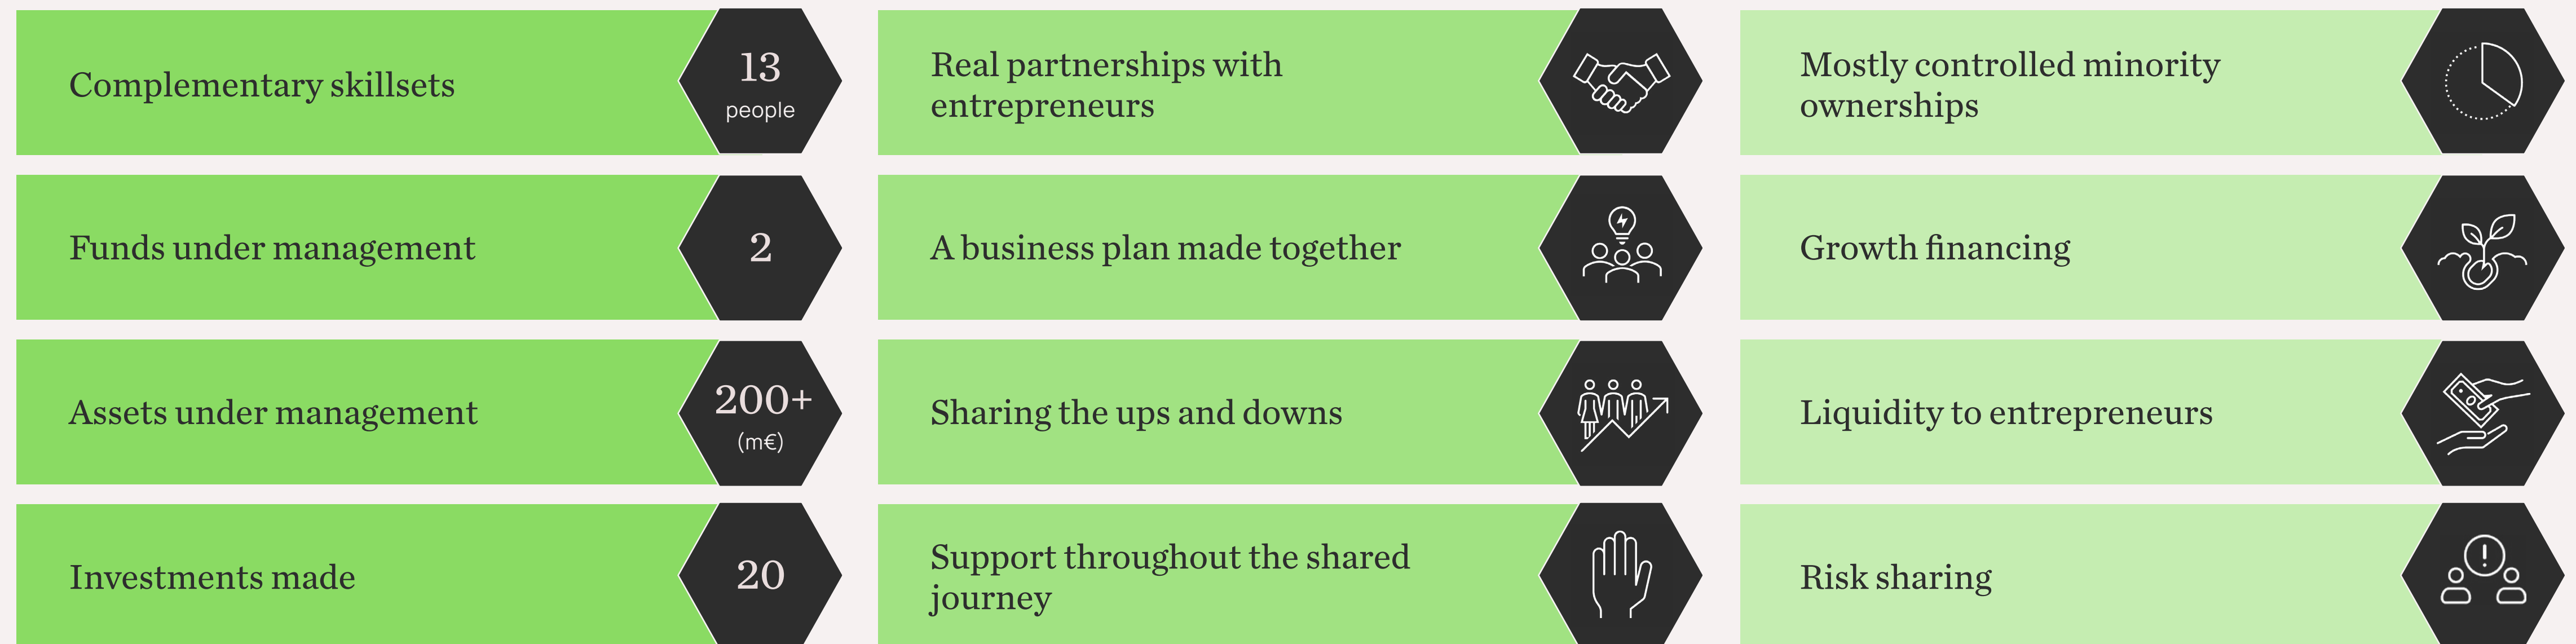 Complementary skillsets
13
people
Real partnerships with
entrepreneurs
Mostly controlled minority
ownerships
Funds under management
2
A business plan made together
Growth financing
Assets under management
200+
(m€)
Sharing the ups and downs
Liquidity to entrepreneurs
Investments made
20
Support throughout the shared
journey
Risk sharing